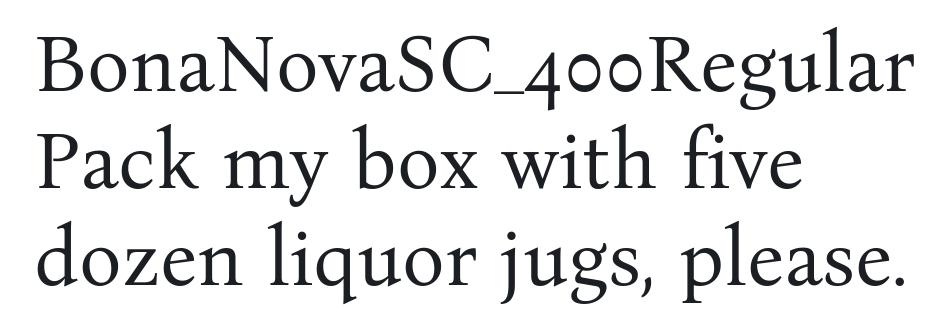 BonaNovaSC_400Regular
Pack my box with five
dozen liquor jugs, please.